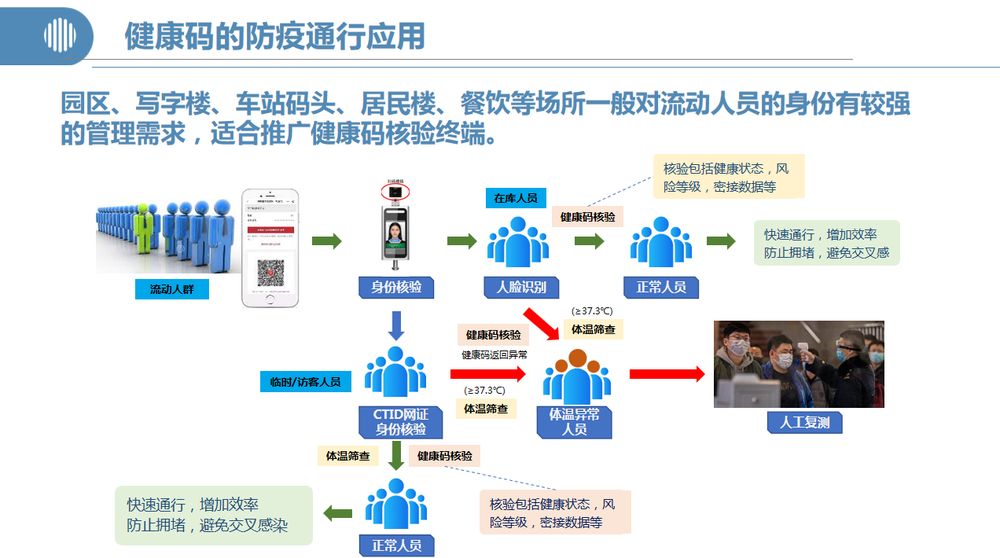 健康码的防疫通行应用
园区、写字楼、车站码头、居民楼、餐饮等场所一般对流动人员的身份有较强
的管理需求，适合推广健康码核验终端。
核验包括健康状态，风
险等级，密接数据等
在库人员
健康码核验
快速通行，增加效率
防止拥堵，避免交叉感
流动人群
身份核验
人脸识别
正常人员
(≥37.3℃)
体温筛查
健康码核验
健康码返回异常
临时/访客人员
(≥37.3℃)
体温筛查
CTID网证
身份核验
体温异常
人员
人工复测
体温筛查
健康码核验
快速通行，增加效率
防止拥堵，避免交叉感染
核验包括健康状态，风
险等级，密接数据等
正常人员